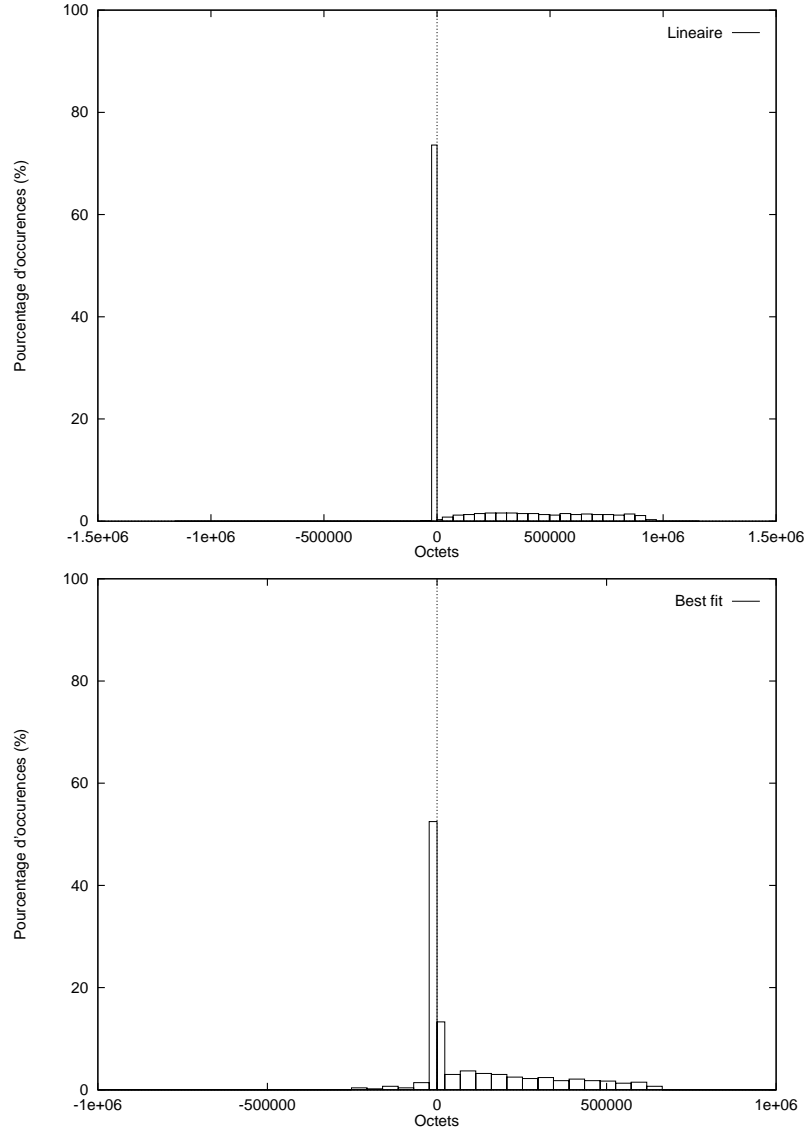 100
80
60
40
20
0
Pourcentage d'occurences (%)
Lineaire
-1.5e+06 -1e+06 -500000 0 500000 1e+06 1.5e+06
Octets
100
80
60
40
20
0
Pourcentage d'occurences (%)
Best fit
-1e+06 -500000 0 500000 1e+06
Octets